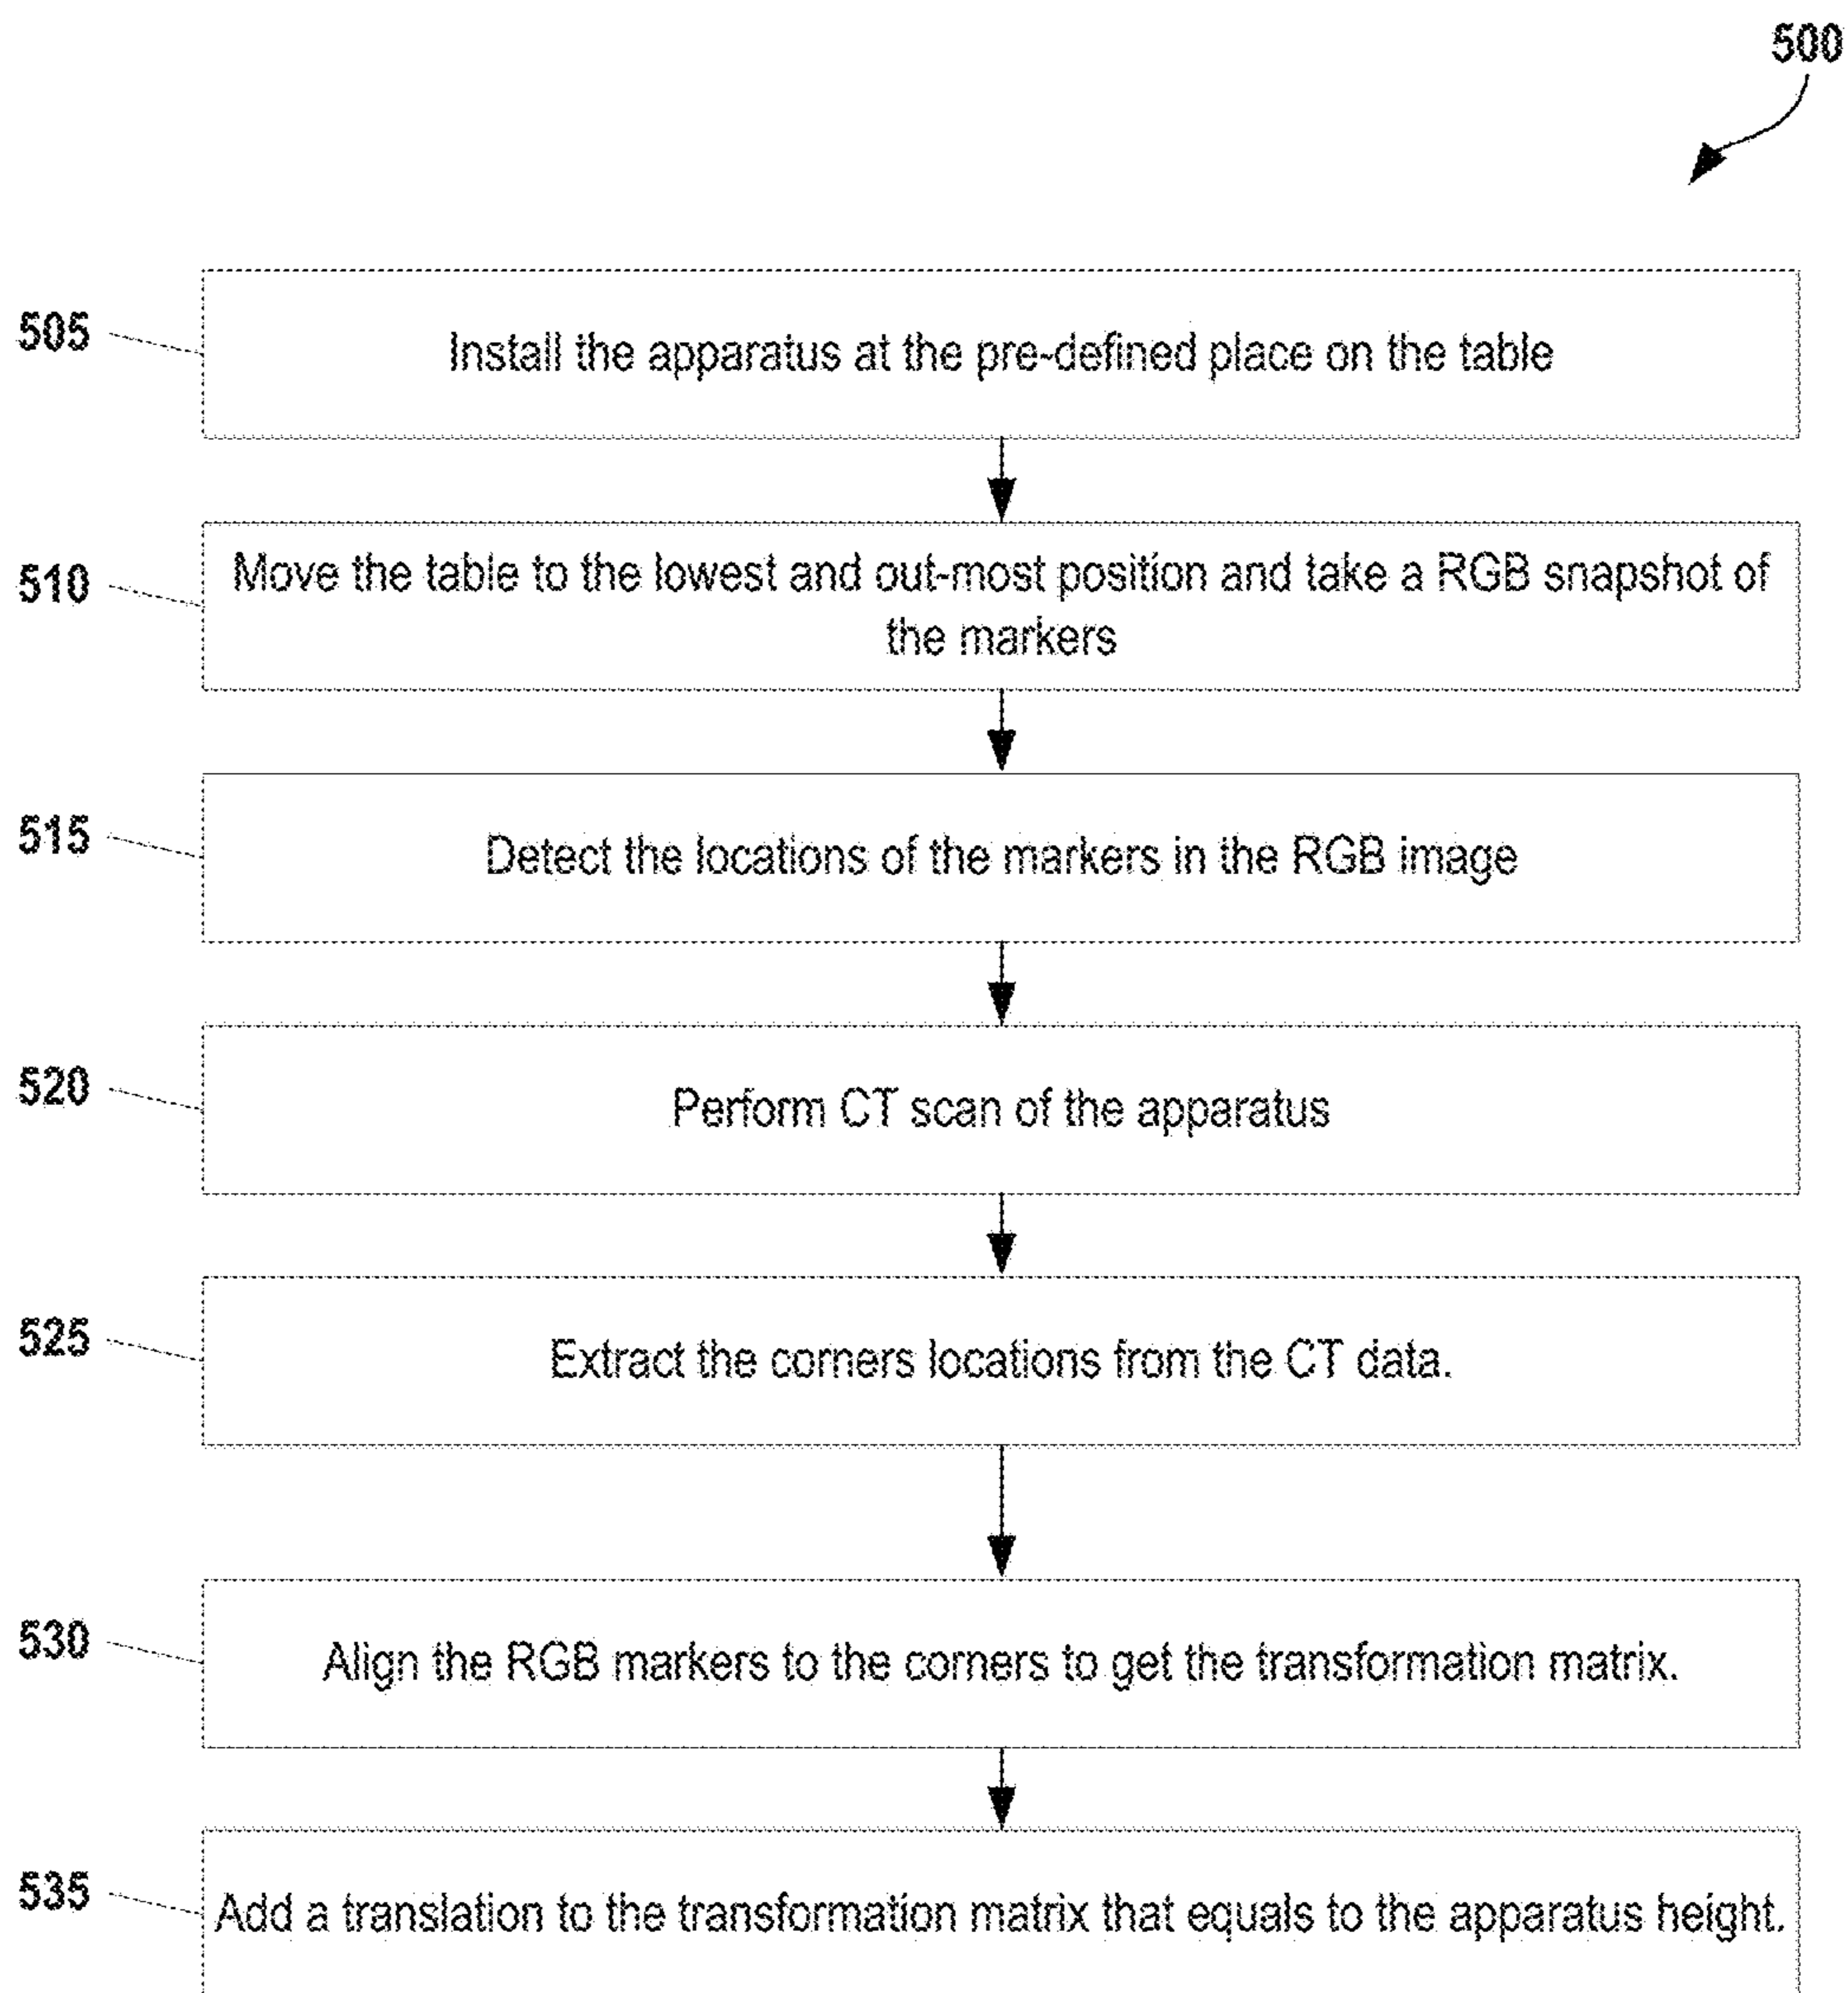 500
505
Install the apparatus at the pre-defined place on the table
510
Move the table to the lowest and out-most position and take a RGB snapshot of
the markers
515
Detect the locations of the markers in the RGB image
520
Perform CT scan of the apparatus
525
Extract the corners locations from the CT data.
530
Align the RGB markers to the corners to get the transformation matrix.
535
Add a translation to the transformation matrix that equals to the apparatus height.